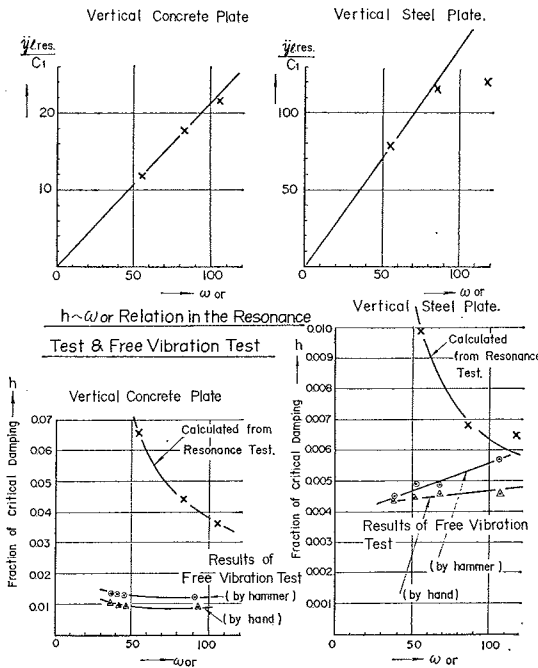 Vertical Concrete Plate
ÿℓres.
C1
20
10
0
50
100
ωor
Vertical Steel Plate.
ÿℓres.
C1
100
50
0
50
100
ωor
h~ωor Relation in the Resonance
Test & Free Vibration Test
Vertical Concrete Plate
h
Fraction of Critical Damping
0.07
0.06
0.05
0.04
0.03
0.02
0.01
Calculated from
Resonance Test.
Results of
Free Vibration Test
(by hammer)
(by hand)
0
50
100
ωor
Vertical Steel Plate.
h
Fraction of Critical Damping
0.010
0.009
0.008
0.007
0.006
0.005
0.004
0.003
0.002
0.001
Calculated
from Resonance
Test.
Results of Free Vibration
Test
(by hammer)
(by hand)
0
50
100
ωor